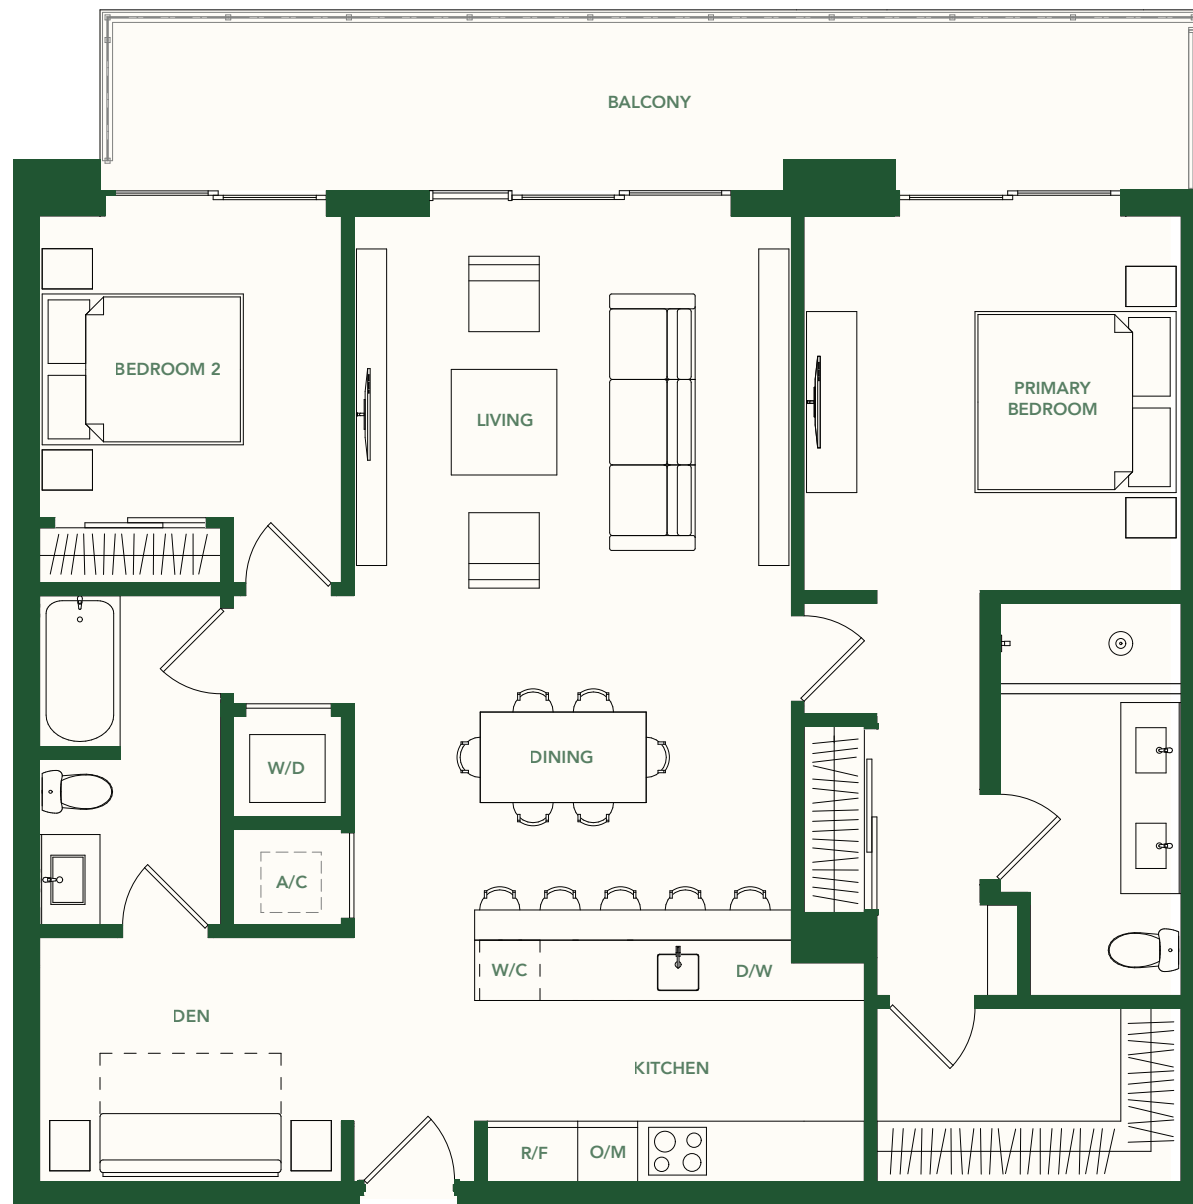 BALCONY
BEDROOM 2
LIVING
PRIMARY
BEDROOM
DINING
W/D
A/C
W/C
D/W
DEN
KITCHEN
R/F
O/M